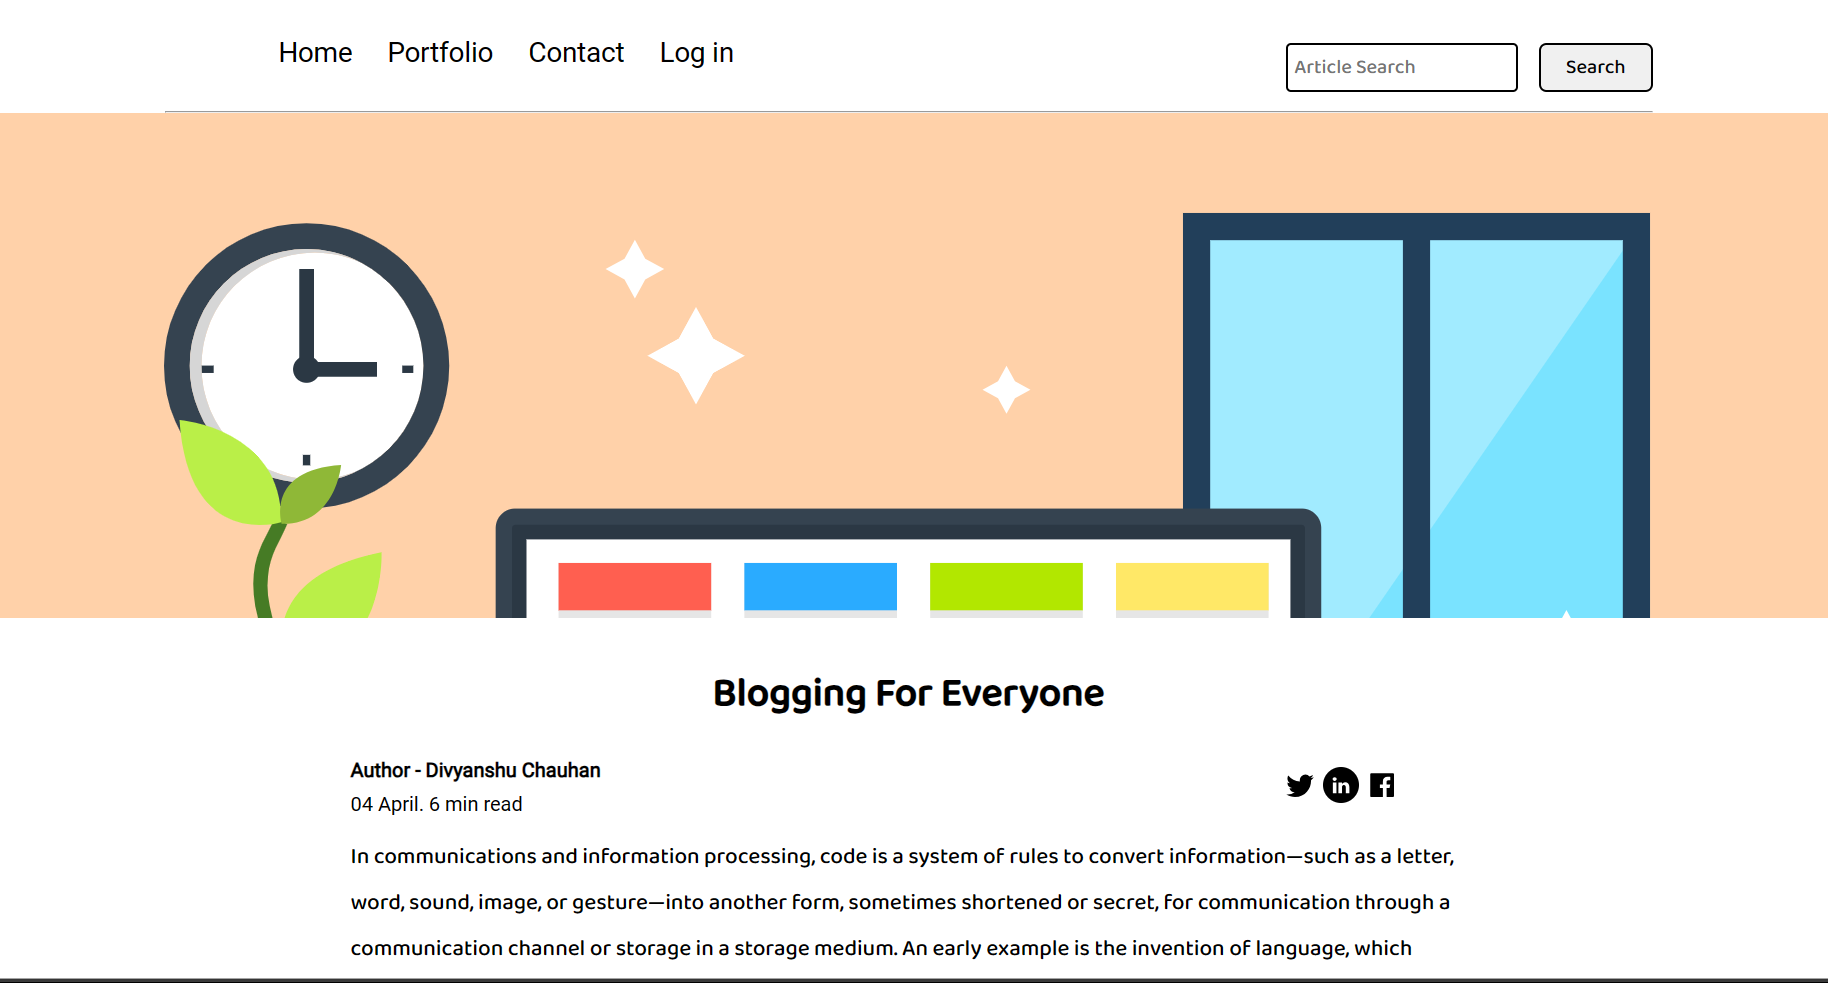 Home Portfolio Contact Log in
Article Search Search
Blogging For Everyone
Author - Divyanshu Chauhan
04 April. 6 min read
In communications and information processing, code is a system of rules to convert information—such as a letter,
word, sound, image, or gesture—into another form, sometimes shortened or secret, for communication through a
communication channel or storage in a storage medium. An early example is the invention of language, which